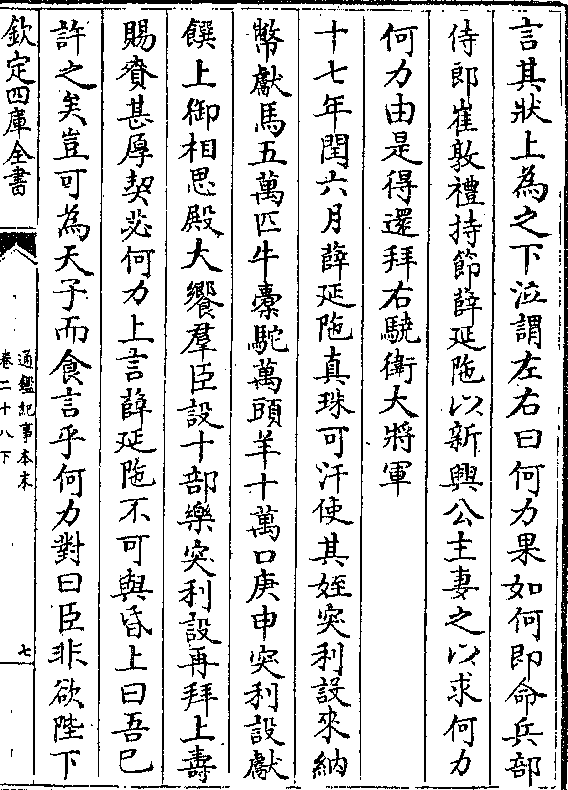 言其狀上為之下泣謂左右曰何力果如何即命兵部
侍郎崔敦禮持節薛延陁以新興公主妻之以求何力
何力由是得還拜右驍衛大將軍
十七年閏六月薛延陁真珠可汗使其姪突利設來納
幣獻馬五萬匹牛橐駝萬頭羊十萬口庚申突利設獻
饌上御相思殿大饗羣臣設十部樂突利設再拜上壽
賜賚甚厚契苾何力上言薛延陁不可與昏上曰吾已
許之矣豈可為天子而食言乎何力對曰臣非欲陛下
欽定四庫全書
通鑑紀事本末
卷二十八下
七